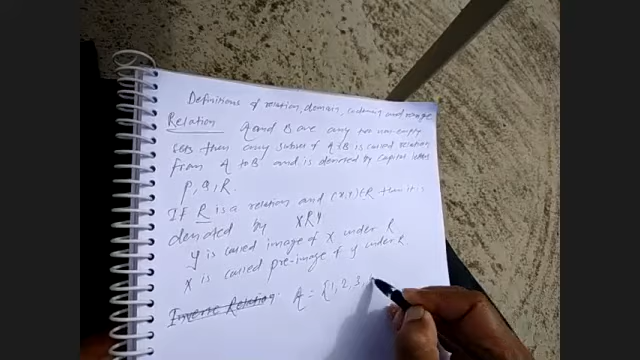 Definitions of relation, domain, codomain and range
Relation A and B are any two non-empty
sets then any subset of A×B is called relation
from A to B and is denoted by capital letters
P, Q, R.
If R is a relation and (x,y)∈R then it is
denoted by xRy
y is called image of x under R
x is called pre-image of y under R.
Inverse Relation: A = {1, 2, 3,